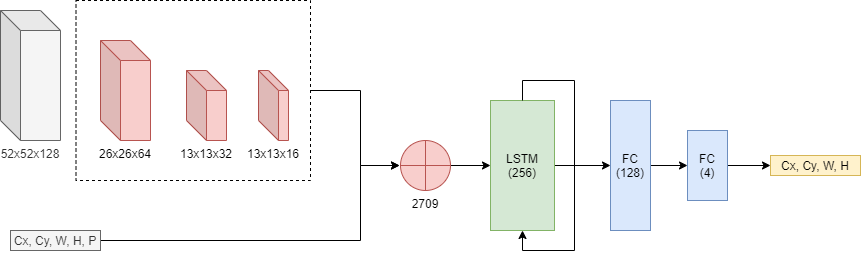 52x52x128
26x26x64
13x13x32
13x13x16
2709
LSTM
(256)
FC
(128)
FC
(4)
Cx, Cy, W, H
Cx, Cy, W, H, P